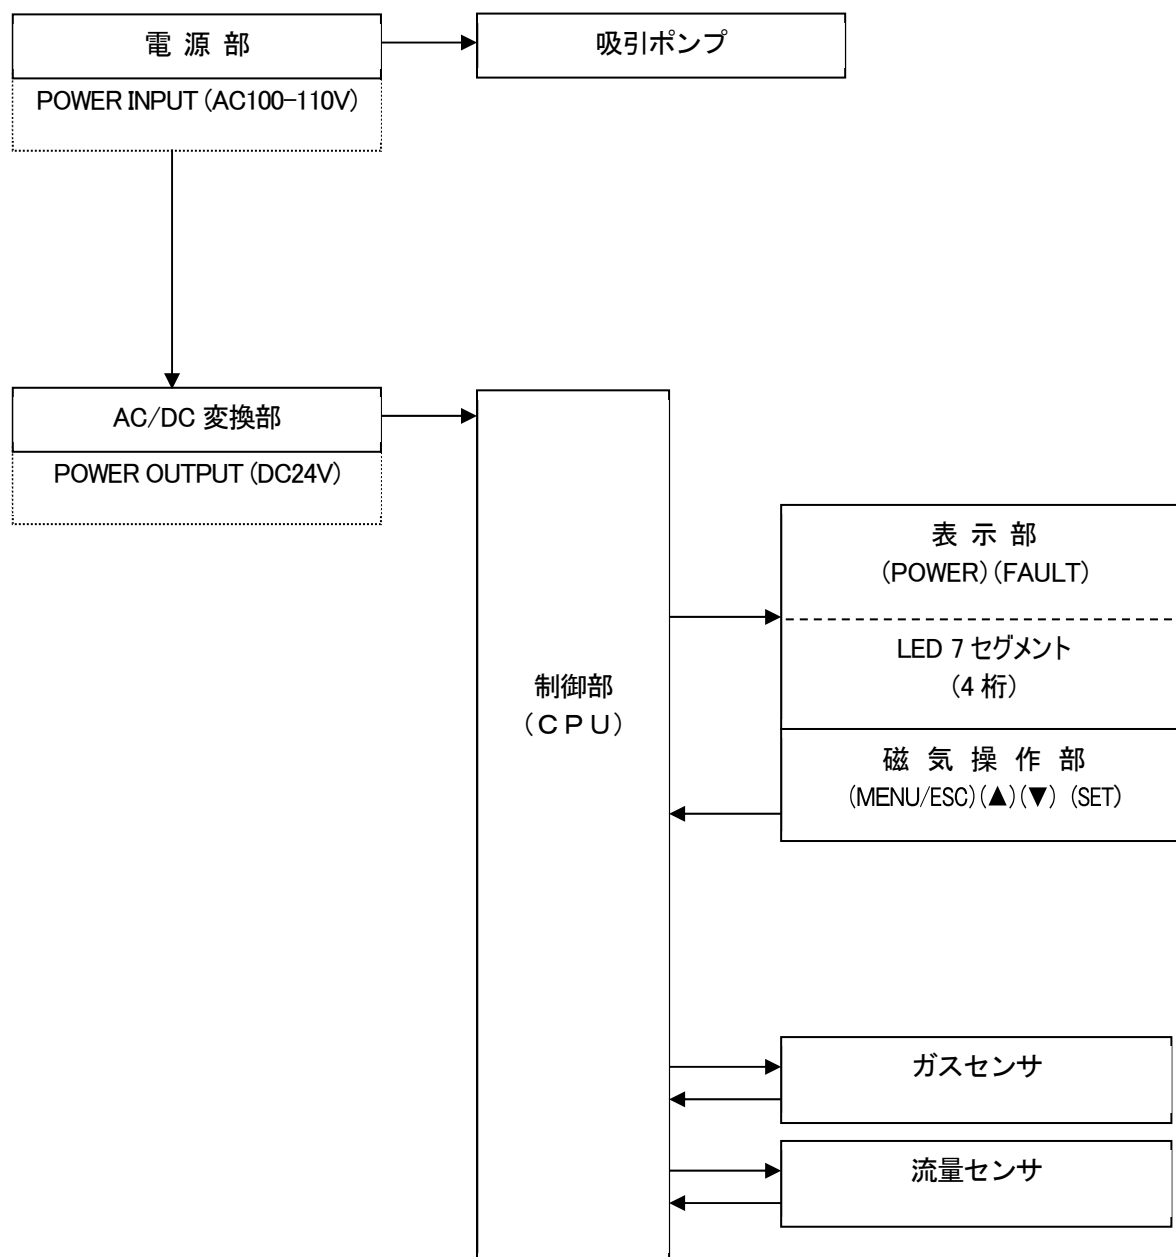 電 源 部
吸引ポンプ
POWER INPUT (AC100-110V)
AC/DC 変換部
POWER OUTPUT (DC24V)
表 示 部
(POWER) (FAULT)
LED 7 セグメント
(4 桁)
制御部
(ＣＰＵ)
磁 気 操 作 部
(MENU/ESC) (▲) (▼) (SET)
ガスセンサ
流量センサ